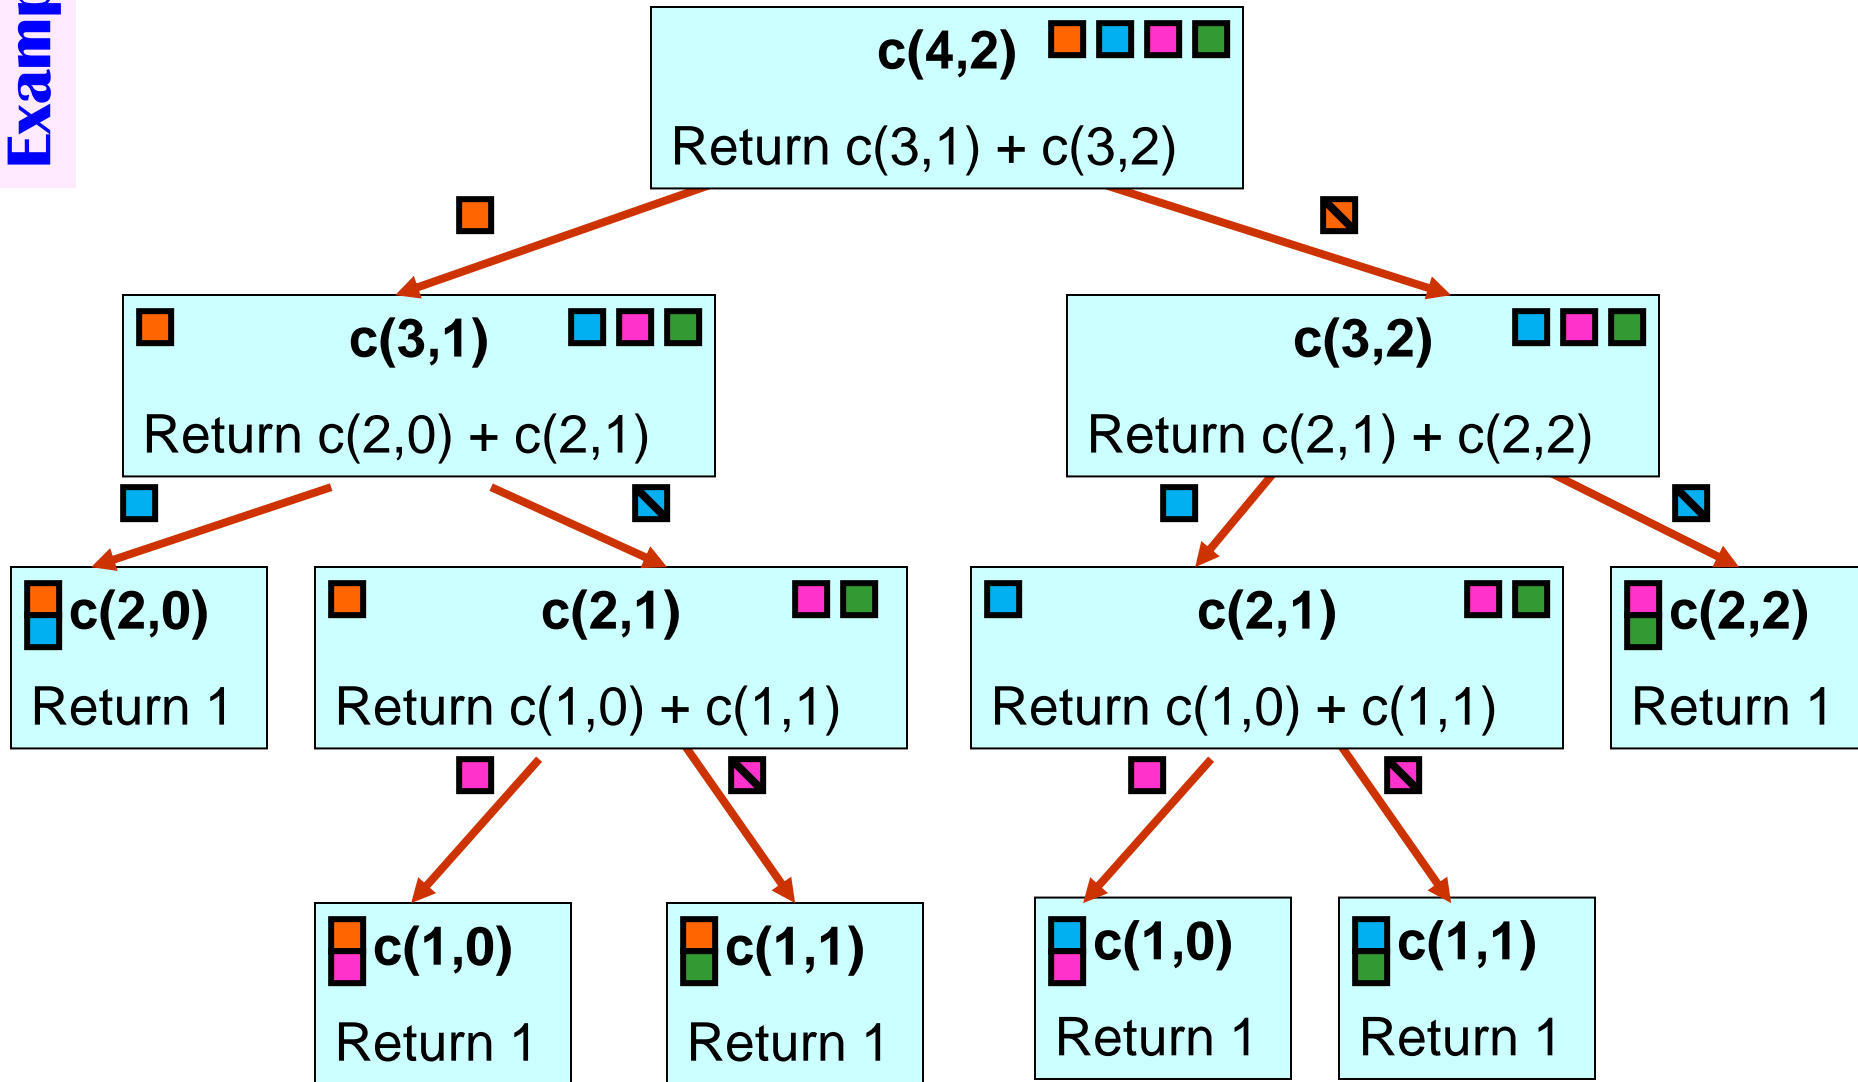 c(4,2)
Return c(3,1) + c(3,2)
c(3,1)
Return c(2,0) + c(2,1)
c(3,2)
Return c(2,1) + c(2,2)
c(2,0)
Return 1
c(2,1)
Return c(1,0) + c(1,1)
c(2,1)
Return c(1,0) + c(1,1)
c(2,2)
Return 1
c(1,0)
Return 1
c(1,1)
Return 1
c(1,0)
Return 1
c(1,1)
Return 1